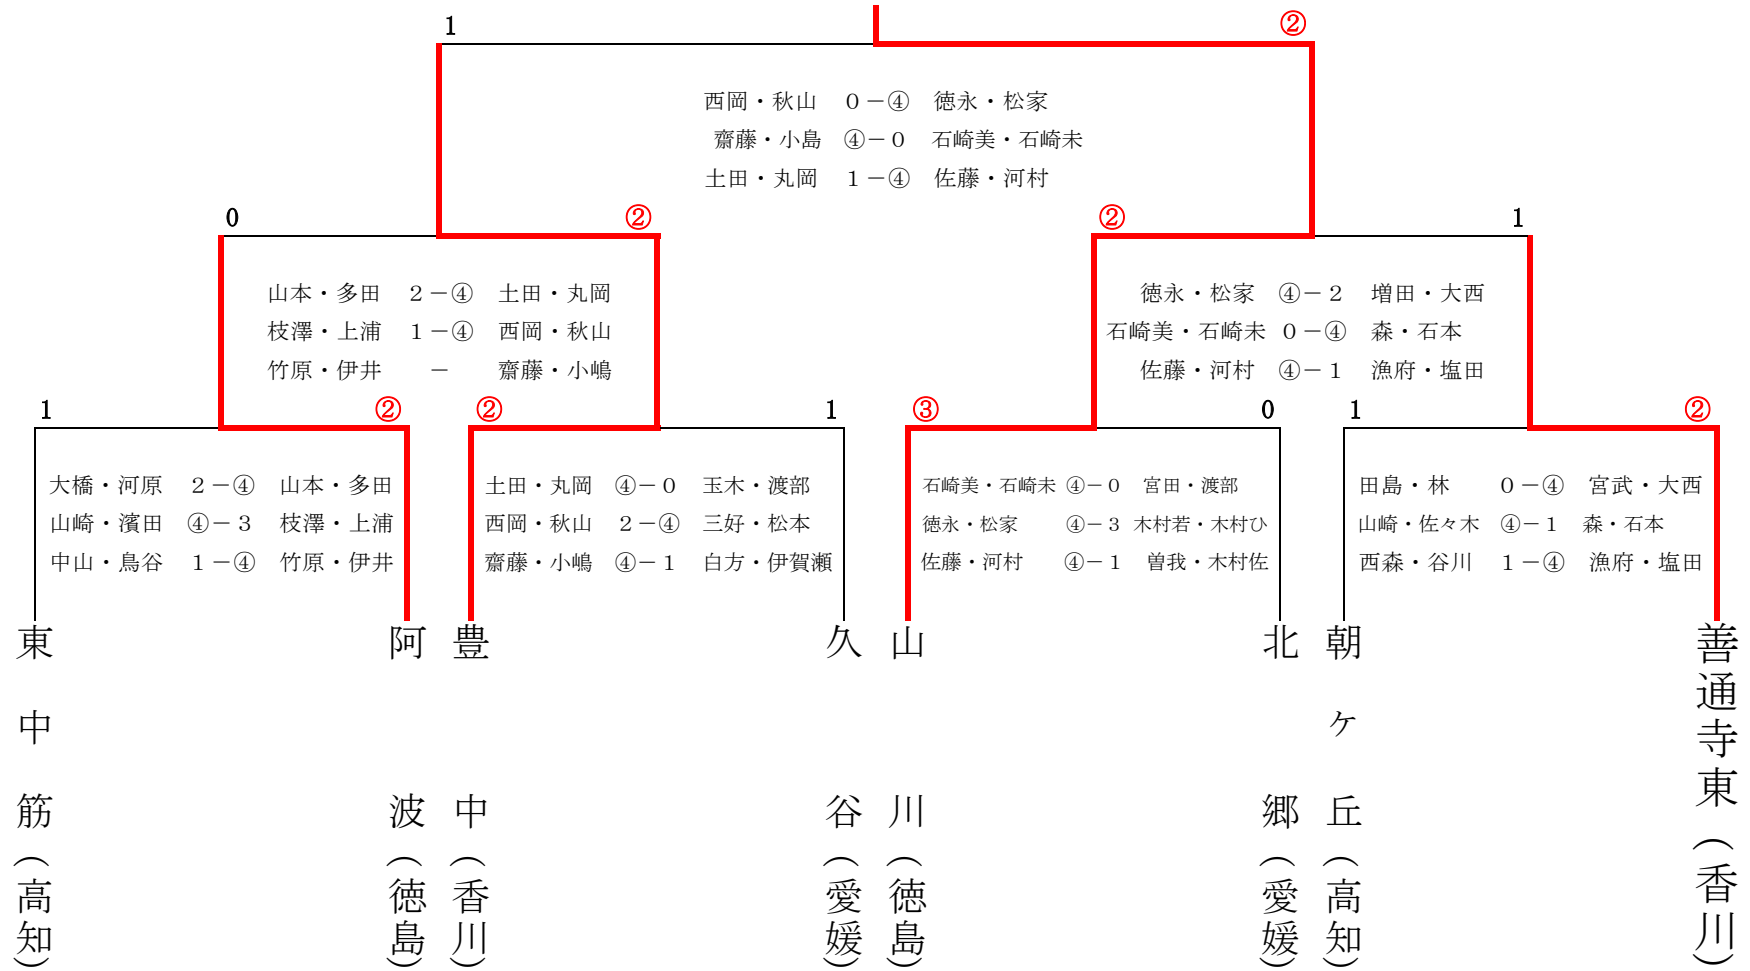 1 ②
西岡・秋山 ０－④ 徳永・松家
齋藤・小島 ④－０ 石崎美・石崎未
土田・丸岡 １－④ 佐藤・河村
0 ② ② 1
山本・多田 ２－④ 土田・丸岡
枝澤・上浦 １－④ 西岡・秋山
竹原・伊井 － 齋藤・小嶋
徳永・松家 ④－２ 増田・大西
石崎美・石崎未 ０－④ 森・石本
佐藤・河村 ④－１ 漁府・塩田
1 ② ② 1 ③ 0 1 ②
大橋・河原 ２－④ 山本・多田
山崎・濱田 ④－３ 枝澤・上浦
中山・鳥谷 １－④ 竹原・伊井
土田・丸岡 ④－０ 玉木・渡部
西岡・秋山 ２－④ 三好・松本
齋藤・小嶋 ④－１ 白方・伊賀瀬
石崎美・石崎未 ④－０ 宮田・渡部
徳永・松家 ④－３ 木村若・木村ひ
佐藤・河村 ④－１ 曽我・木村佐
田島・林 ０－④ 宮武・大西
山崎・佐々木 ④－１ 森・石本
西森・谷川 １－④ 漁府・塩田
東中筋(高知)
阿波(徳島)
豊中(香川)
久谷(愛媛)
山川(徳島)
北郷(愛媛)
朝ヶ丘(高知)
善通寺東(香川)